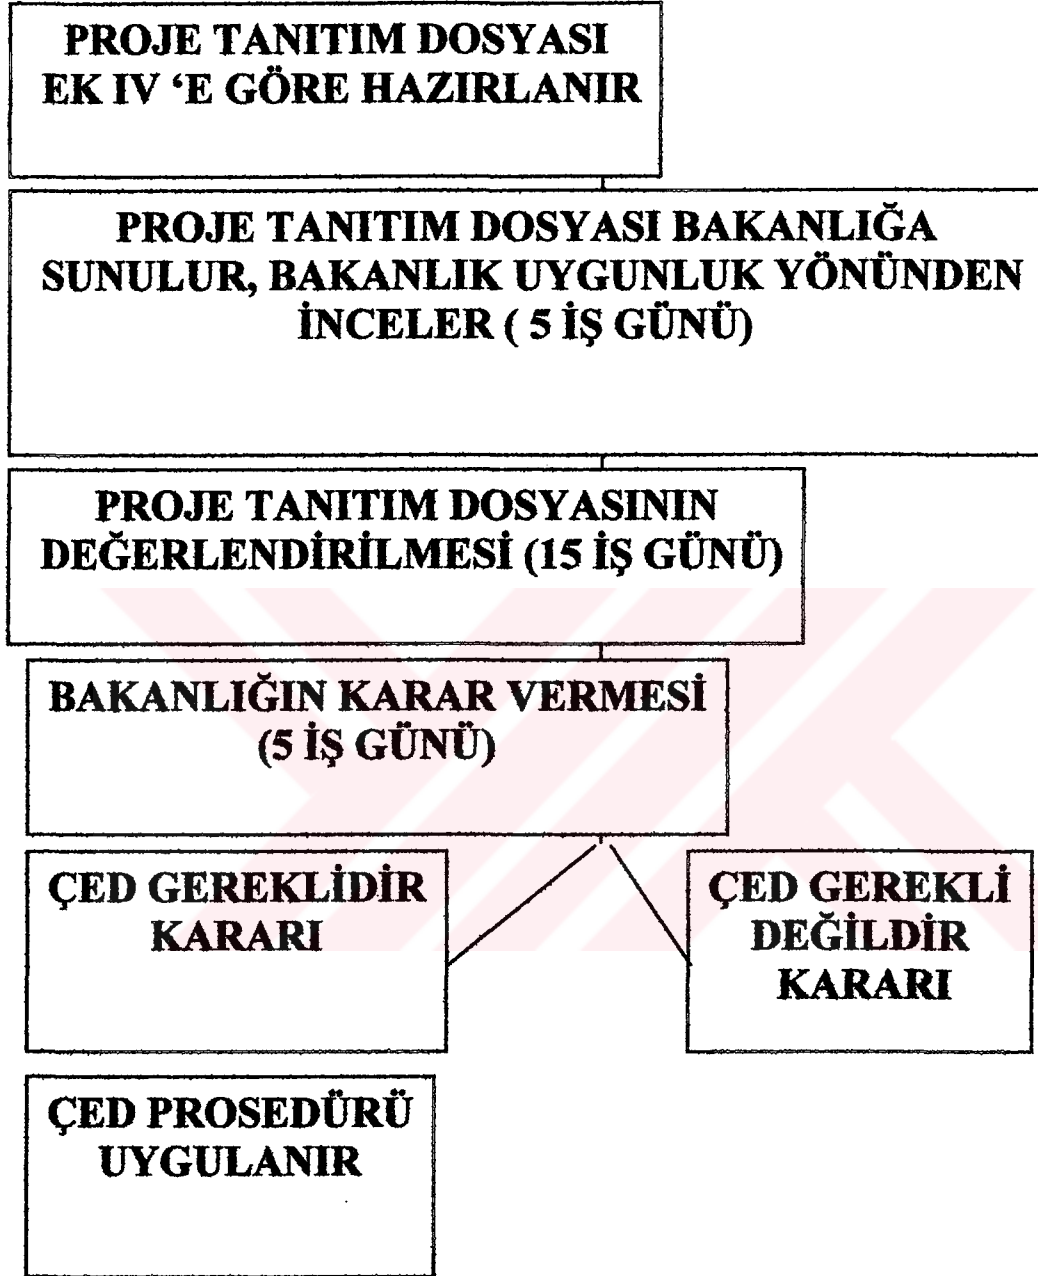 PROJE TANITIM DOSYASI
EK IV ‘E GÖRE HAZIRLANIR
PROJE TANITIM DOSYASI BAKANLIĞA
SUNULUR, BAKANLIK UYGUNLUK YÖNÜNDEN
İNCELER ( 5 İŞ GÜNÜ)
PROJE TANITIM DOSYASININ
DEĞERLENDİRİLMESİ (15 İŞ GÜNÜ)
BAKANLIĞIN KARAR VERMESİ
(5 İŞ GÜNÜ)
ÇED GEREKLİDİR
KARARI
ÇED GEREKLİ
DEĞİLDİR
KARARI
ÇED PROSEDÜRÜ
UYGULANIR